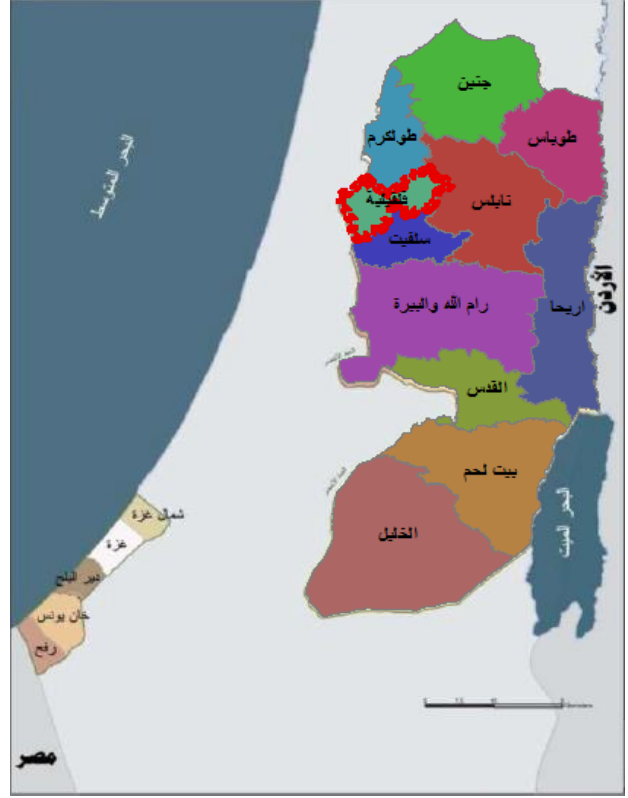 جنين
طوباس
طولكرم
البحر المتوسط
نابلس
قلقيلية
سلفيت
الأردن
رام الله والبيرة
اريحا
القدس
بيت لحم
البحر الميت
الخليل
شمال غزة
غزة
دير البلح
خان يونس
رفح
مصر